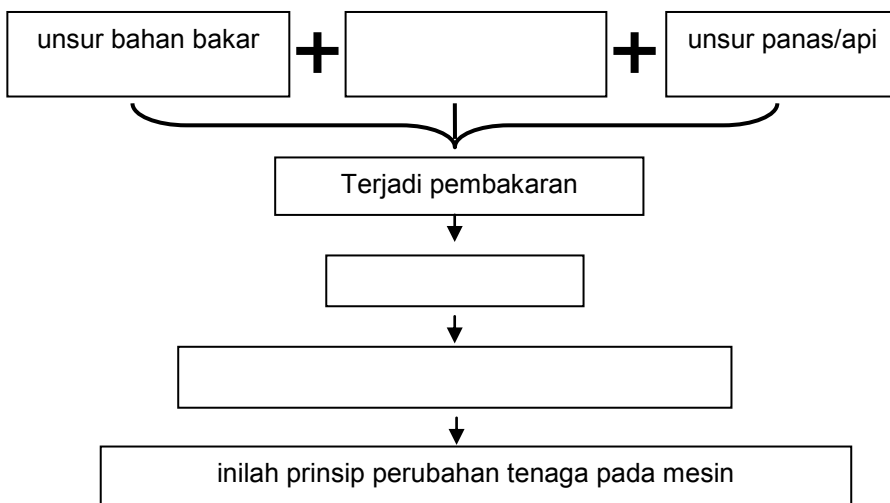 unsur bahan bakar
unsur panas/api
Terjadi pembakaran
inilah prinsip perubahan tenaga pada mesin